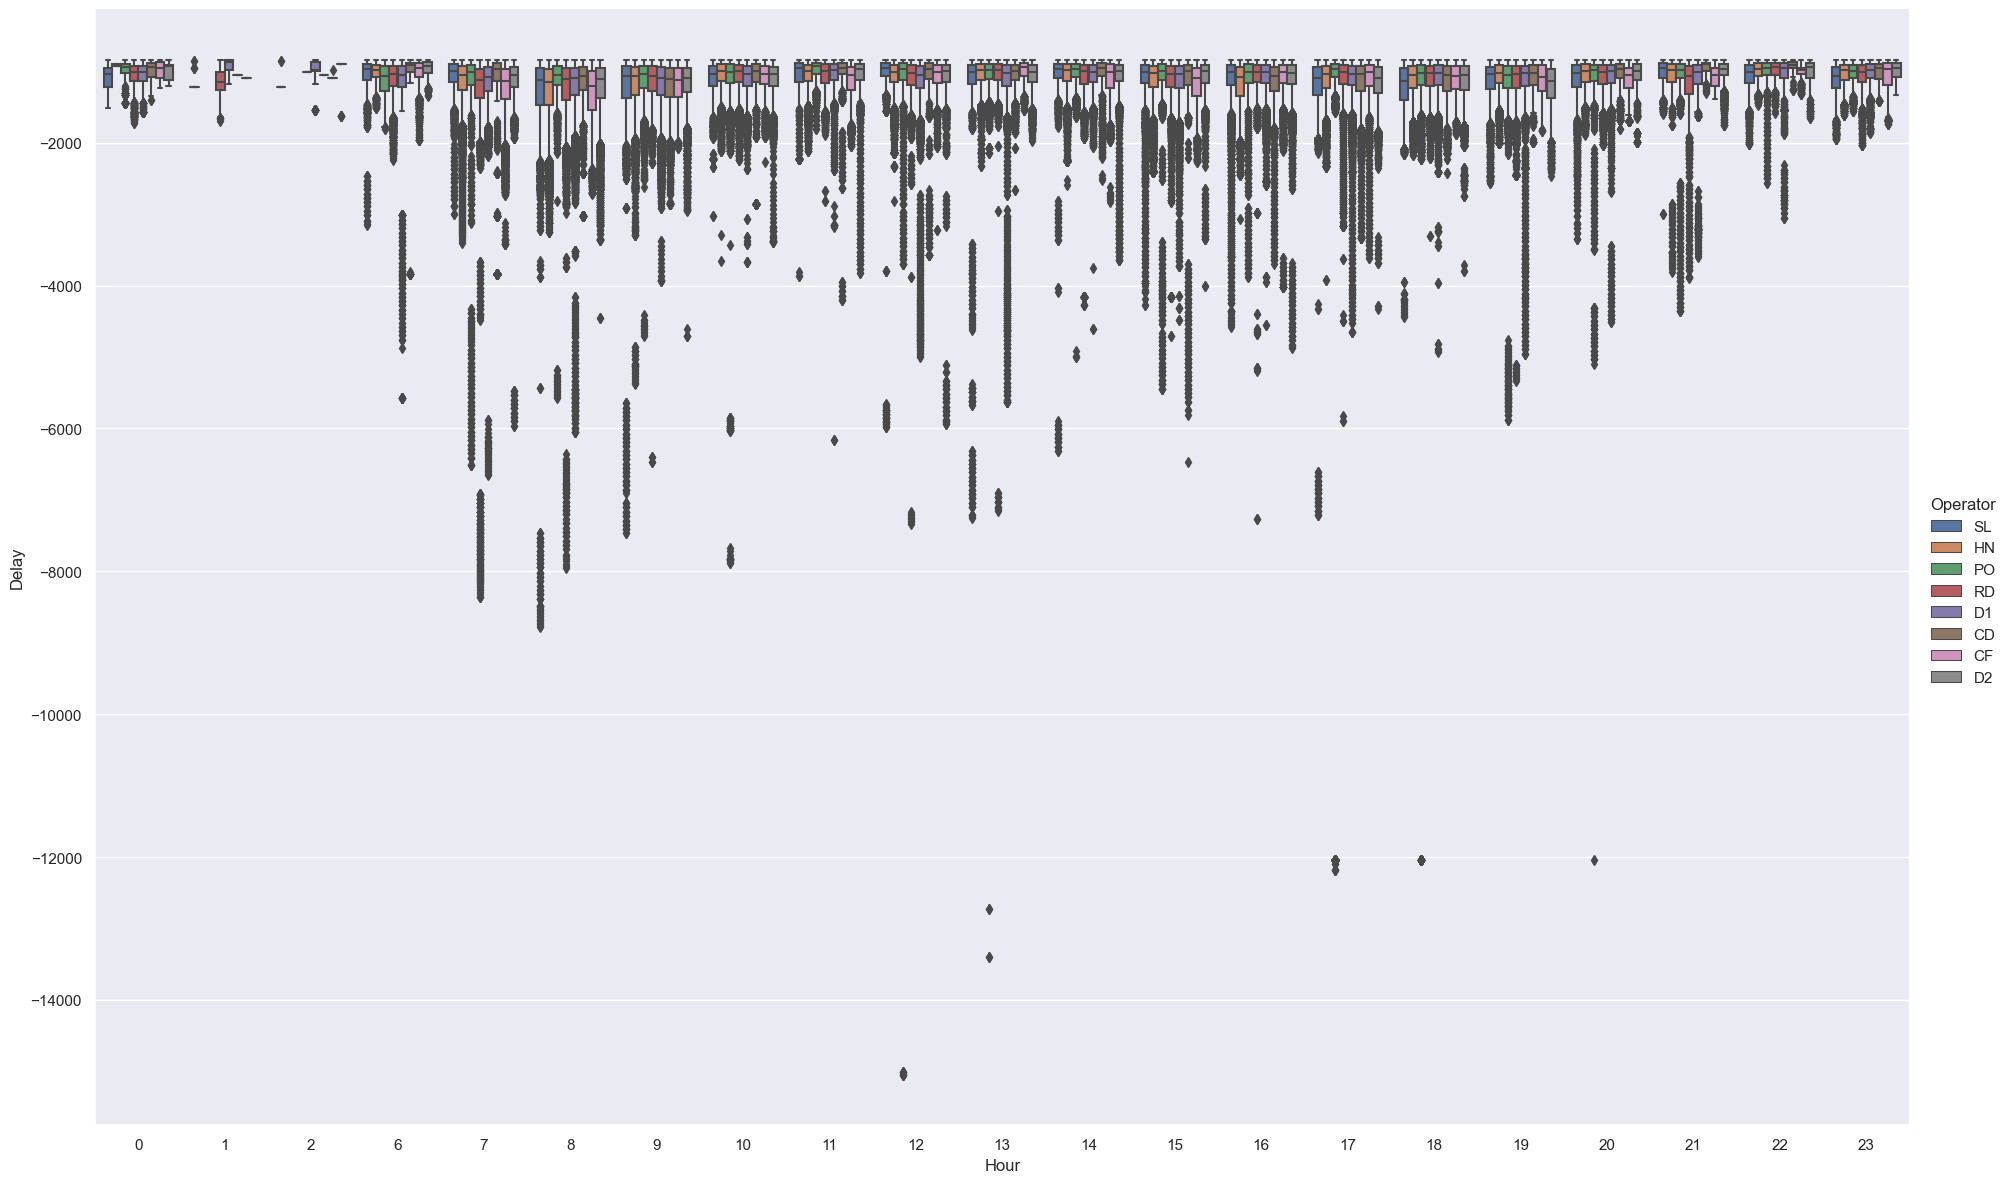 −2000
−4000
−6000
−8000
−10000
−12000
−14000
Delay
0 1 2 6 7 8 9 10 11 12 13 14 15 16 17 18 19 20 21 22 23
Hour
Operator
SL
HN
PO
RD
D1
CD
CF
D2